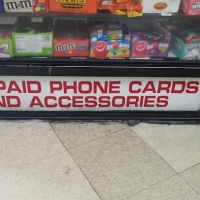 m&m's
PAID PHONE CARDS
ND ACCESSORIES